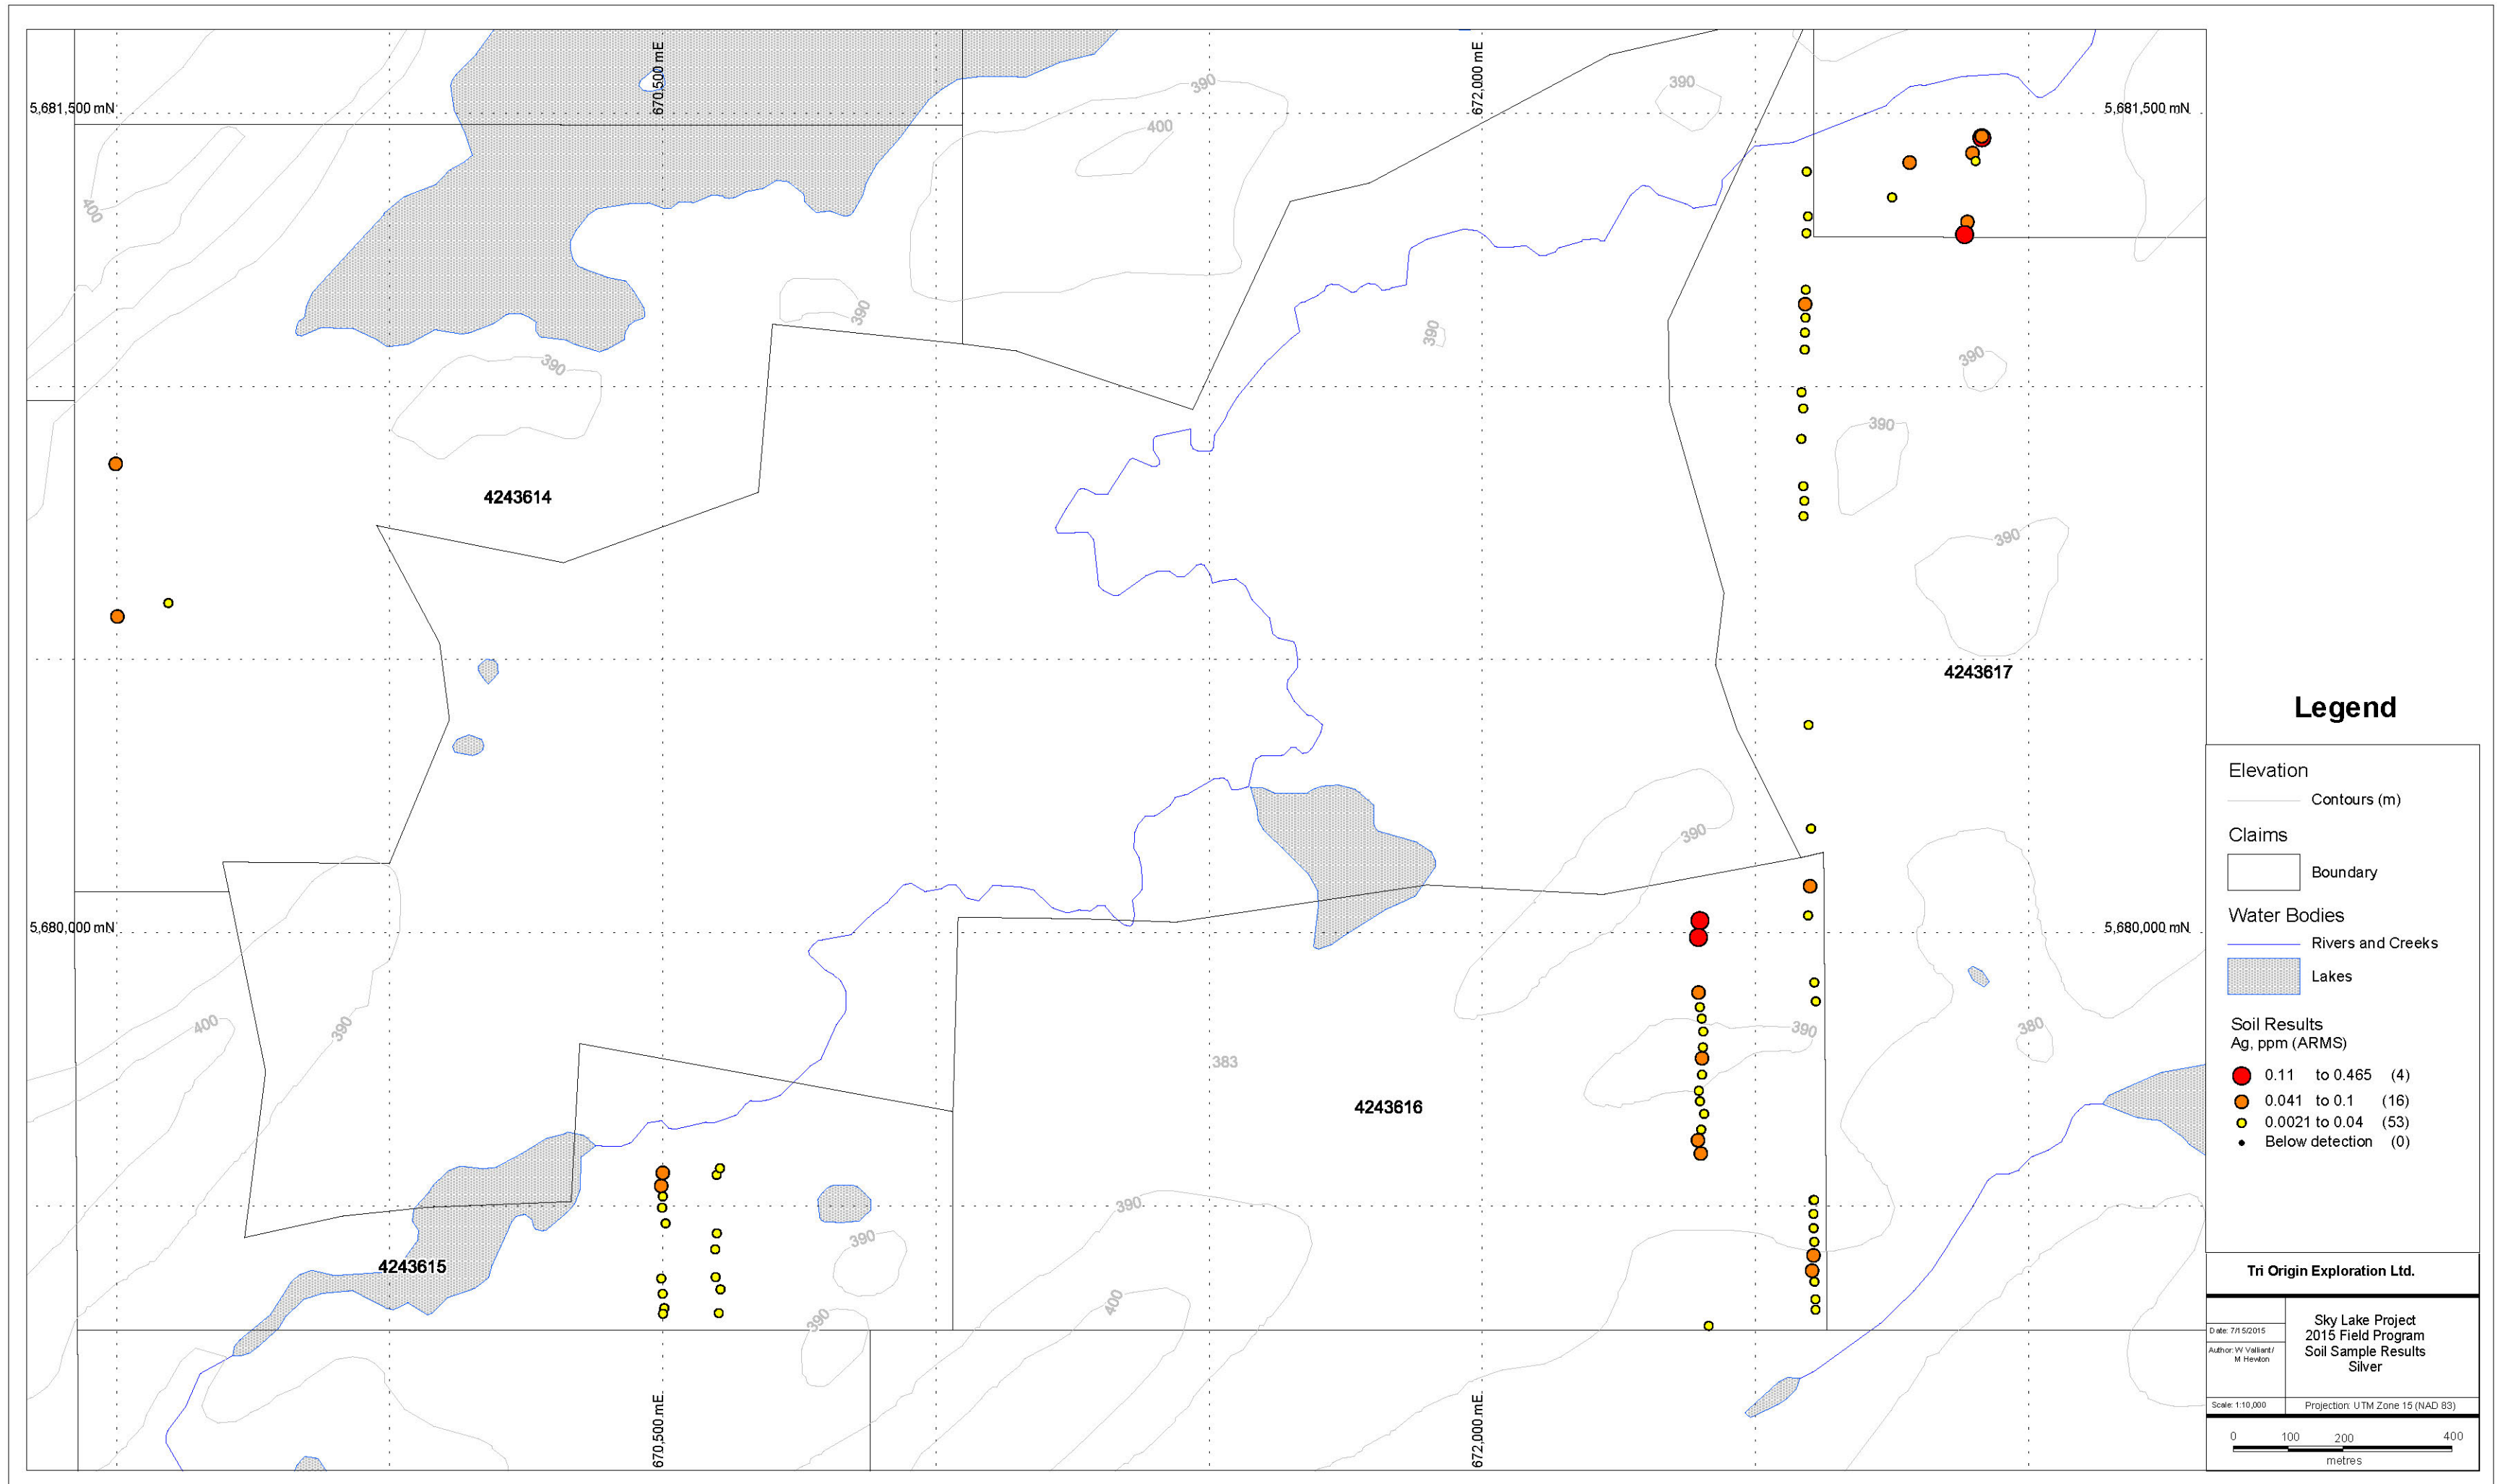 670,500 mE
672,000 mE
5,681,500 mN
5,681,500 mN
390
390
400
400
390
390
390
390
390
4243614
390
4243617
390
5,680,000 mN
5,680,000 mN
400
390
390
380
383
4243616
390
390
4243615
400
390
670,500 mE
672,000 mE
Legend
Elevation
Contours (m)
Claims
Boundary
Water Bodies
Rivers and Creeks
Lakes
Soil Results
Ag, ppm (ARMS)
0.11 to 0.465 (4)
0.041 to 0.1 (16)
0.0021 to 0.04 (53)
Below detection (0)
Tri Origin Exploration Ltd.
Date: 7/15/2015
Author: W Valliant/
M Hewton
Sky Lake Project
2015 Field Program
Soil Sample Results
Silver
Scale: 1:10,000
Projection: UTM Zone 15 (NAD 83)
0 100 200 400
metres